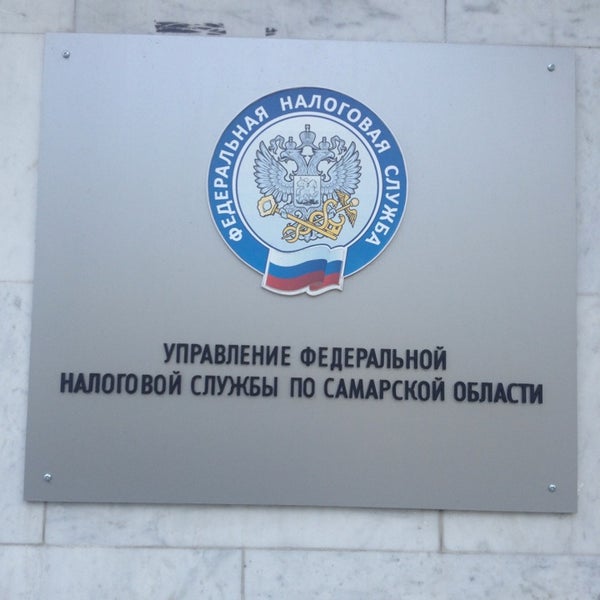 ФЕДЕРАЛЬНАЯ НАЛОГОВАЯ СЛУЖБА
УПРАВЛЕНИЕ ФЕДЕРАЛЬНОЙ
НАЛОГОВОЙ СЛУЖБЫ ПО САМАРСКОЙ ОБЛАСТИ